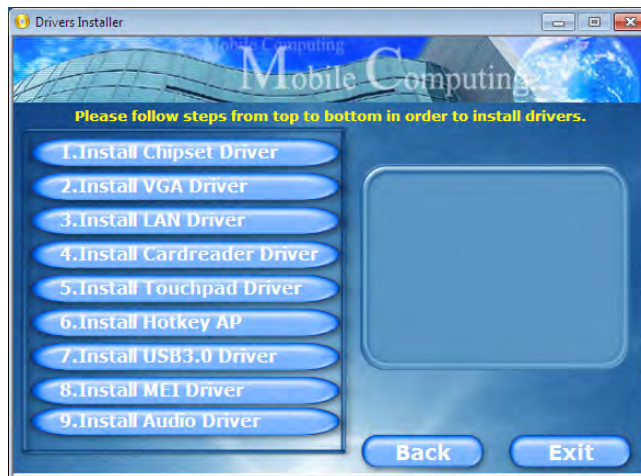 Drivers Installer
Mobile Computing
Mobile Computing
Please follow steps from top to bottom in order to install drivers.
1.Install Chipset Driver
2.Install VGA Driver
3.Install LAN Driver
4.Install Cardreader Driver
5.Install Touchpad Driver
6.Install Hotkey AP
7.Install USB3.0 Driver
8.Install MEI Driver
9.Install Audio Driver
Back
Exit